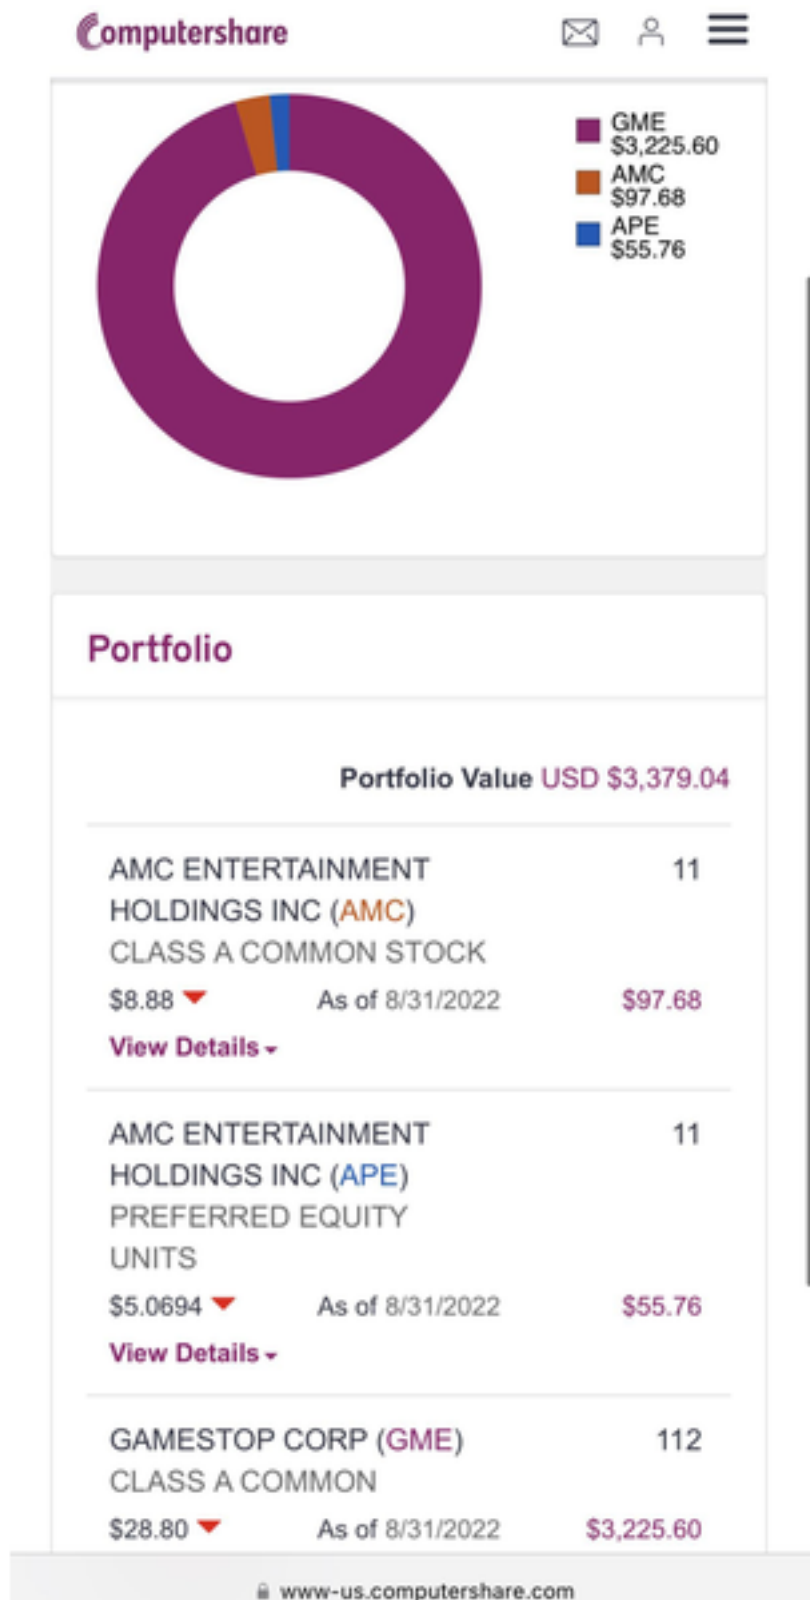 Computershare
GME
$3,225.60
AMC
$97.68
APE
$55.76
Portfolio
Portfolio Value USD $3,379.04
AMC ENTERTAINMENT 11
HOLDINGS INC (AMC)
CLASS A COMMON STOCK
$8.88 As of 8/31/2022 $97.68
View Details
AMC ENTERTAINMENT 11
HOLDINGS INC (APE)
PREFERRED EQUITY
UNITS
$5.0694 As of 8/31/2022 $55.76
View Details
GAMESTOP CORP (GME) 112
CLASS A COMMON
$28.80 As of 8/31/2022 $3,225.60
www-us.computershare.com